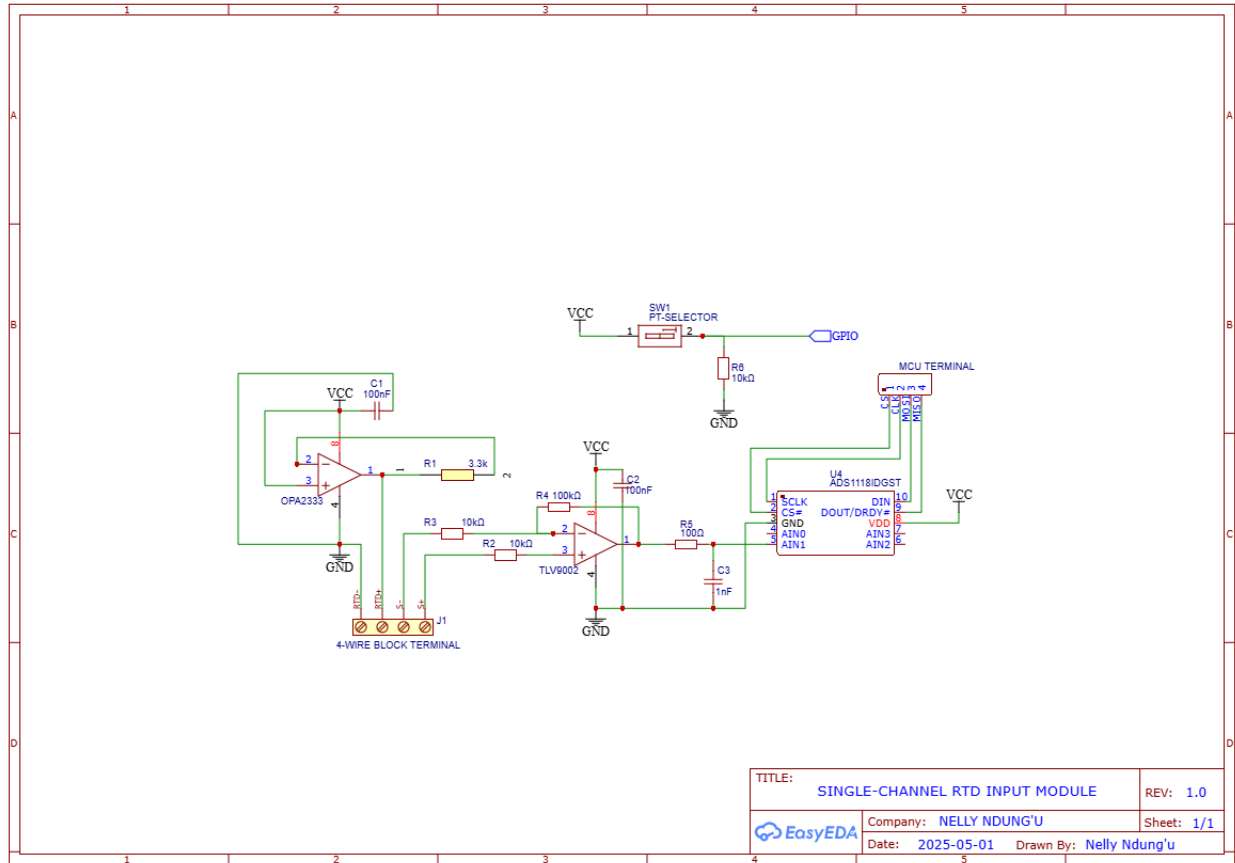 1 2 3 4 5
A A
B B
C C
D D
1 2 3 4 5
VCC
SW1
PT-SELECTOR
1 2
GPIO
R6
10kΩ
GND
MCU TERMINAL
1 2 3 4
CS CLK MOSI MISO
C1
100nF
VCC
8
2
3
1
4
OPA2333
GND
1
R1 3.3k
2
VCC
C2
100nF
8
R4 100kΩ
R3 10kΩ
R2 10kΩ
2
3
1
4
TLV9002
GND
R5
100Ω
C3
1nF
U4
ADS1118IDGST
1 SCLK
2 CS#
3 GND
4 AIN0
5 AIN1
DIN 10
DOUT/DRDY# 9
VDD 8
AIN3 7
AIN2 6
VCC
RTD- RTD+ S- S+
J1
4-WIRE BLOCK TERMINAL
TITLE:
SINGLE-CHANNEL RTD INPUT MODULE
REV: 1.0
EasyEDA
Company: NELLY NDUNG'U
Sheet: 1/1
Date: 2025-05-01 Drawn By: Nelly Ndung'u